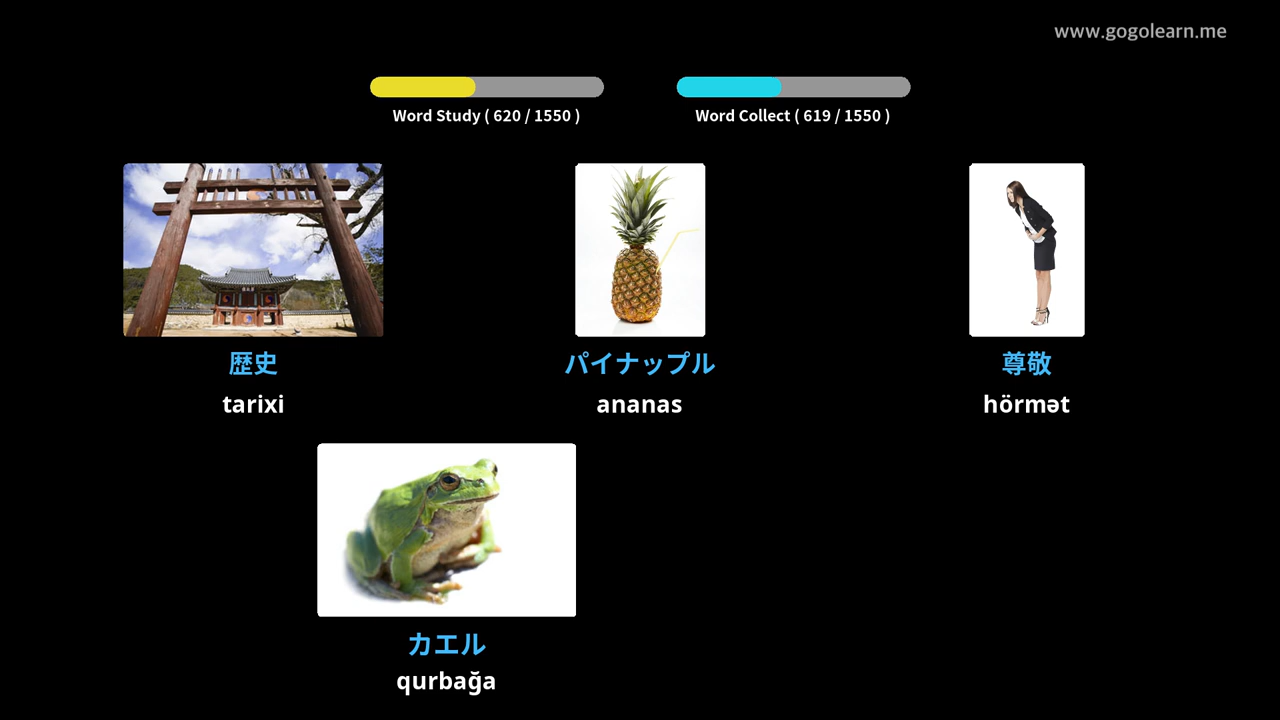 www.gogolearn.me
Word Study ( 620 / 1550 )
Word Collect ( 619 / 1550 )
歴史
tarixi
パイナップル
ananas
尊敬
hörmət
カエル
qurbağa